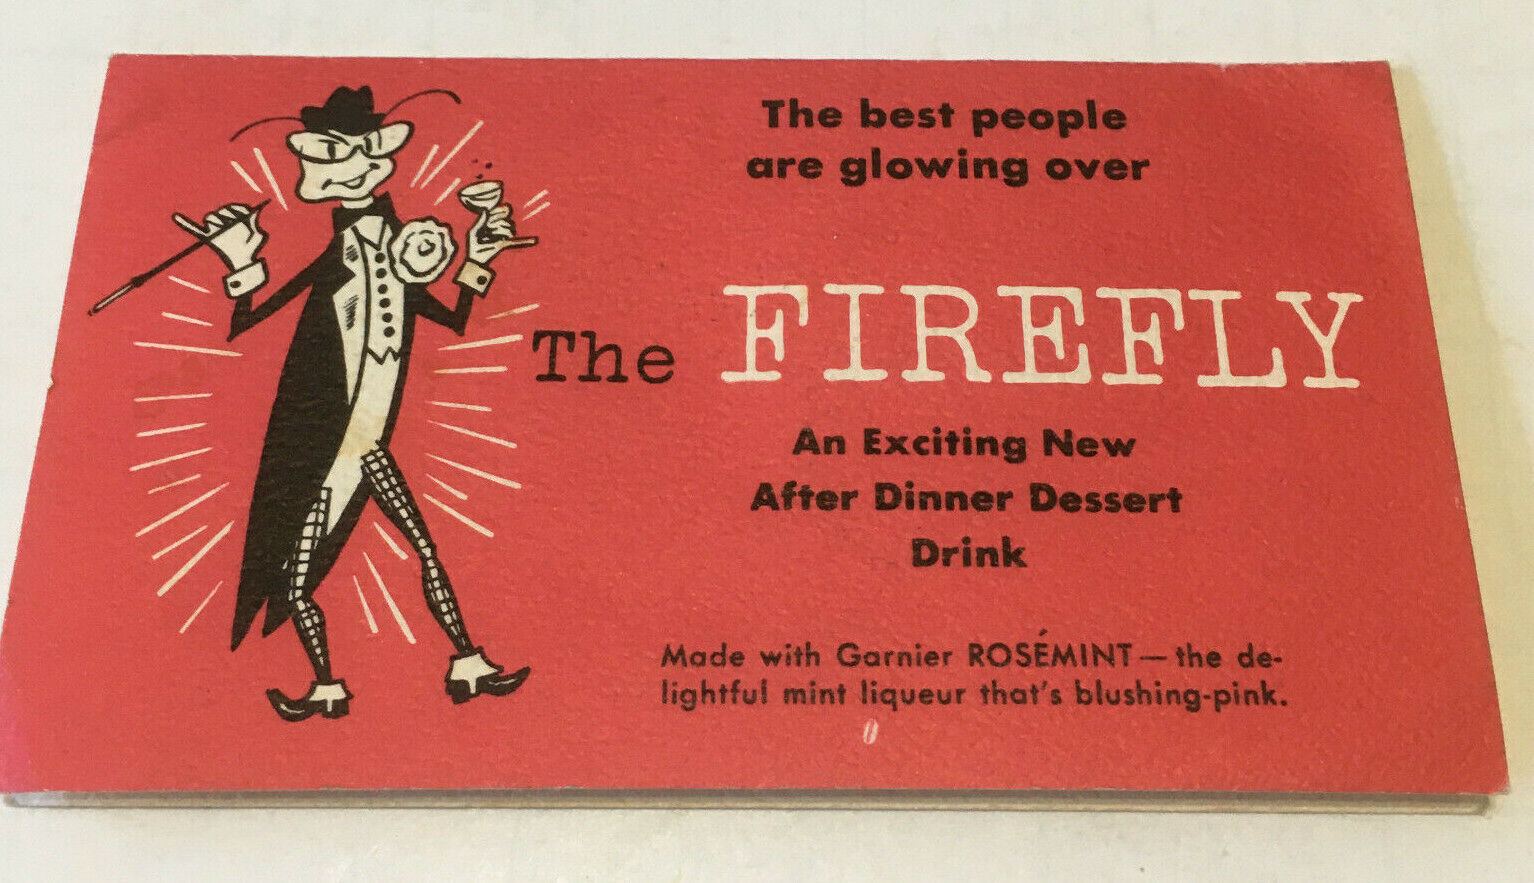 The best people
are glowing over
The FIREFLY
An Exciting New
After Dinner Dessert
Drink
Made with Garnier ROSÉMINT — the de-
lightful mint liqueur that's blushing-pink.